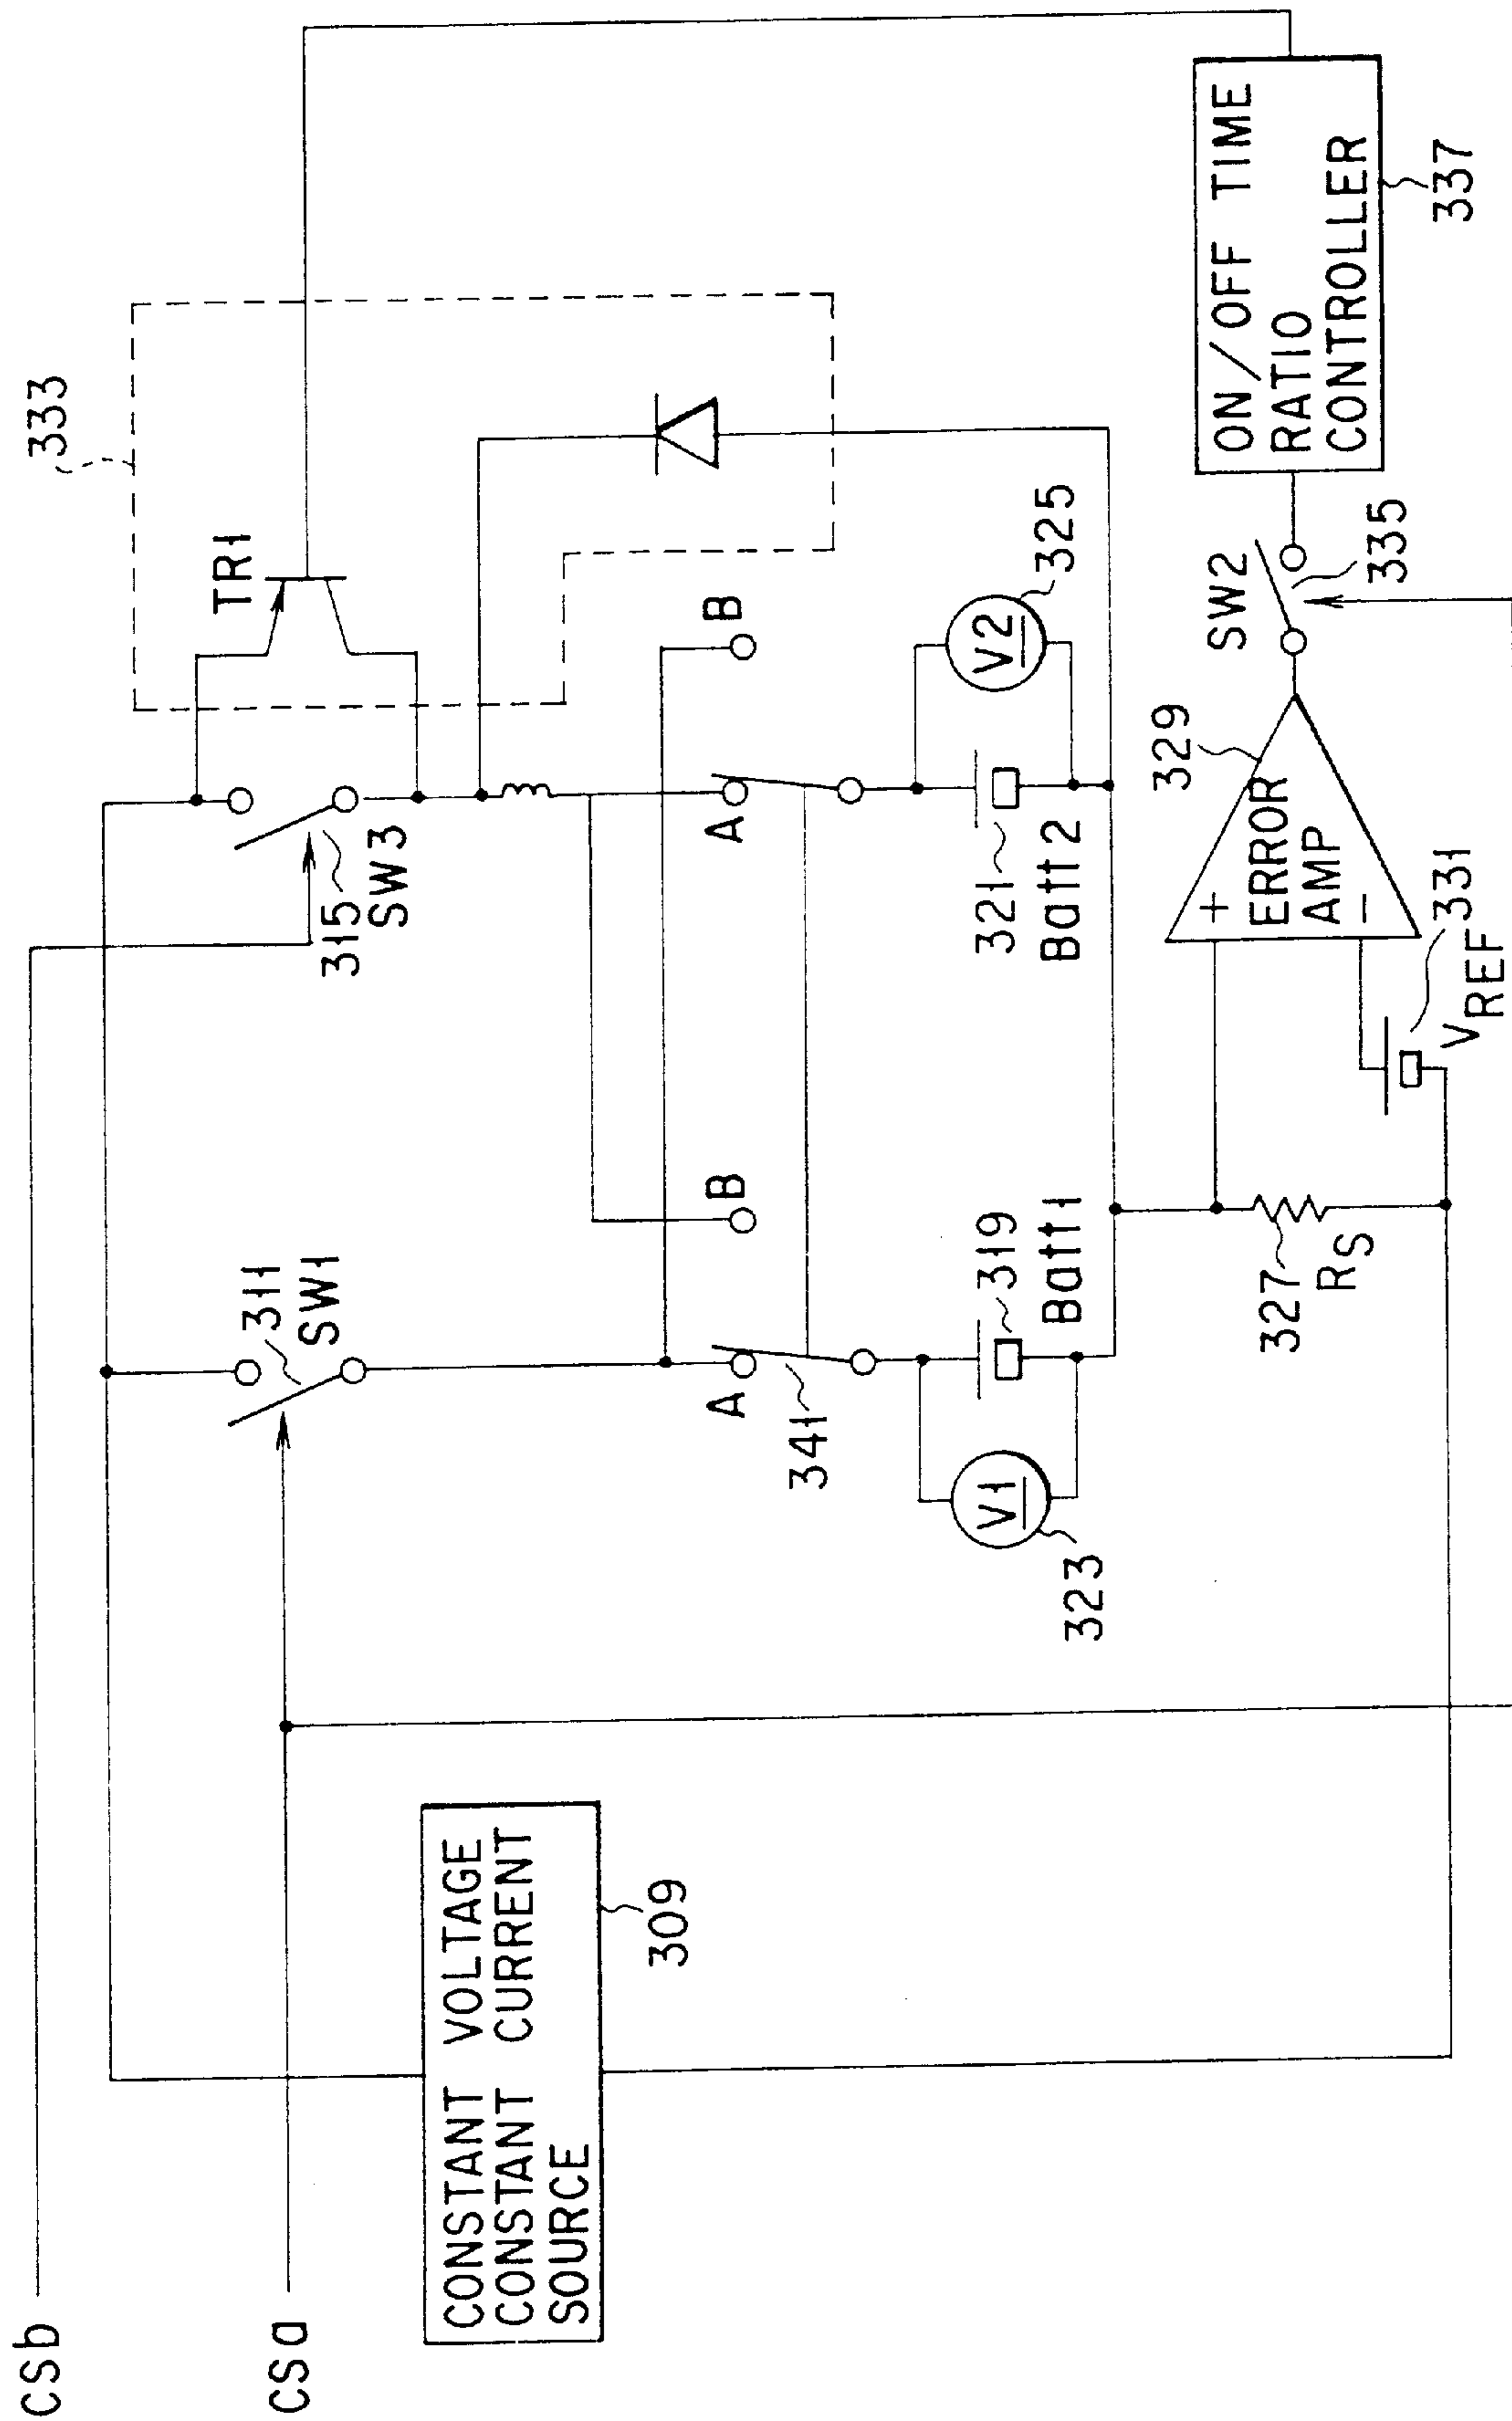 CSb
CSa
CONSTANT VOLTAGE
CONSTANT CURRENT
SOURCE
309
311
SW1
315
SW3
TR1
333
A
B
A
B
341
V1
323
319
Batt1
321
Batt2
V2
325
327
RS
+
ERROR
AMP
−
329
331
VREF
SW2
335
ON/OFF TIME
RATIO
CONTROLLER
337